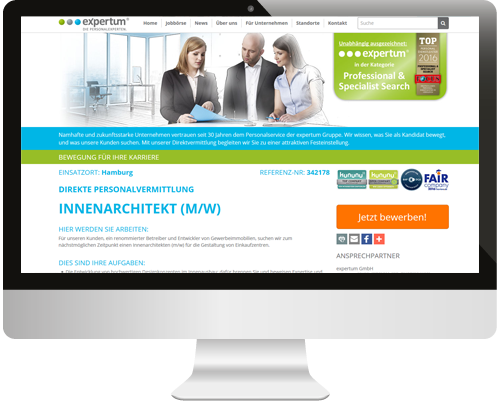 expertum®
DIE PERSONALEXPERTEN.
Home Jobbörse News Über uns Für Unternehmen Standorte Kontakt Suche
Unabhängig ausgezeichnet:
expertum®
in der Kategorie
Professional &
Specialist Search
TOP
2016
FOCUS
Namhafte und zukunftsstarke Unternehmen vertrauen seit 30 Jahren dem Personalservice der expertum Gruppe. Wir wissen, was Sie als Kandidat bewegt,
und was unsere Kunden suchen. Mit unserer Direktvermittlung begleiten wir Sie zu einer attraktiven Festeinstellung.
BEWEGUNG FÜR IHRE KARRIERE
EINSATZORT: Hamburg REFERENZ-NR: 342178
kununu kununu FAIR
company
DIREKTE PERSONALVERMITTLUNG
INNENARCHITEKT (M/W)
Jetzt bewerben!
HIER WERDEN SIE ARBEITEN:
Für unseren Kunden, ein renommierter Betreiber und Entwickler von Gewerbeimmobilien, suchen wir zum
nächstmöglichen Zeitpunkt einen Innenarchitekten (m/w) für die Gestaltung von Einkaufzentren.
ANSPRECHPARTNER
DIES SIND IHRE AUFGABEN:
expertum GmbH